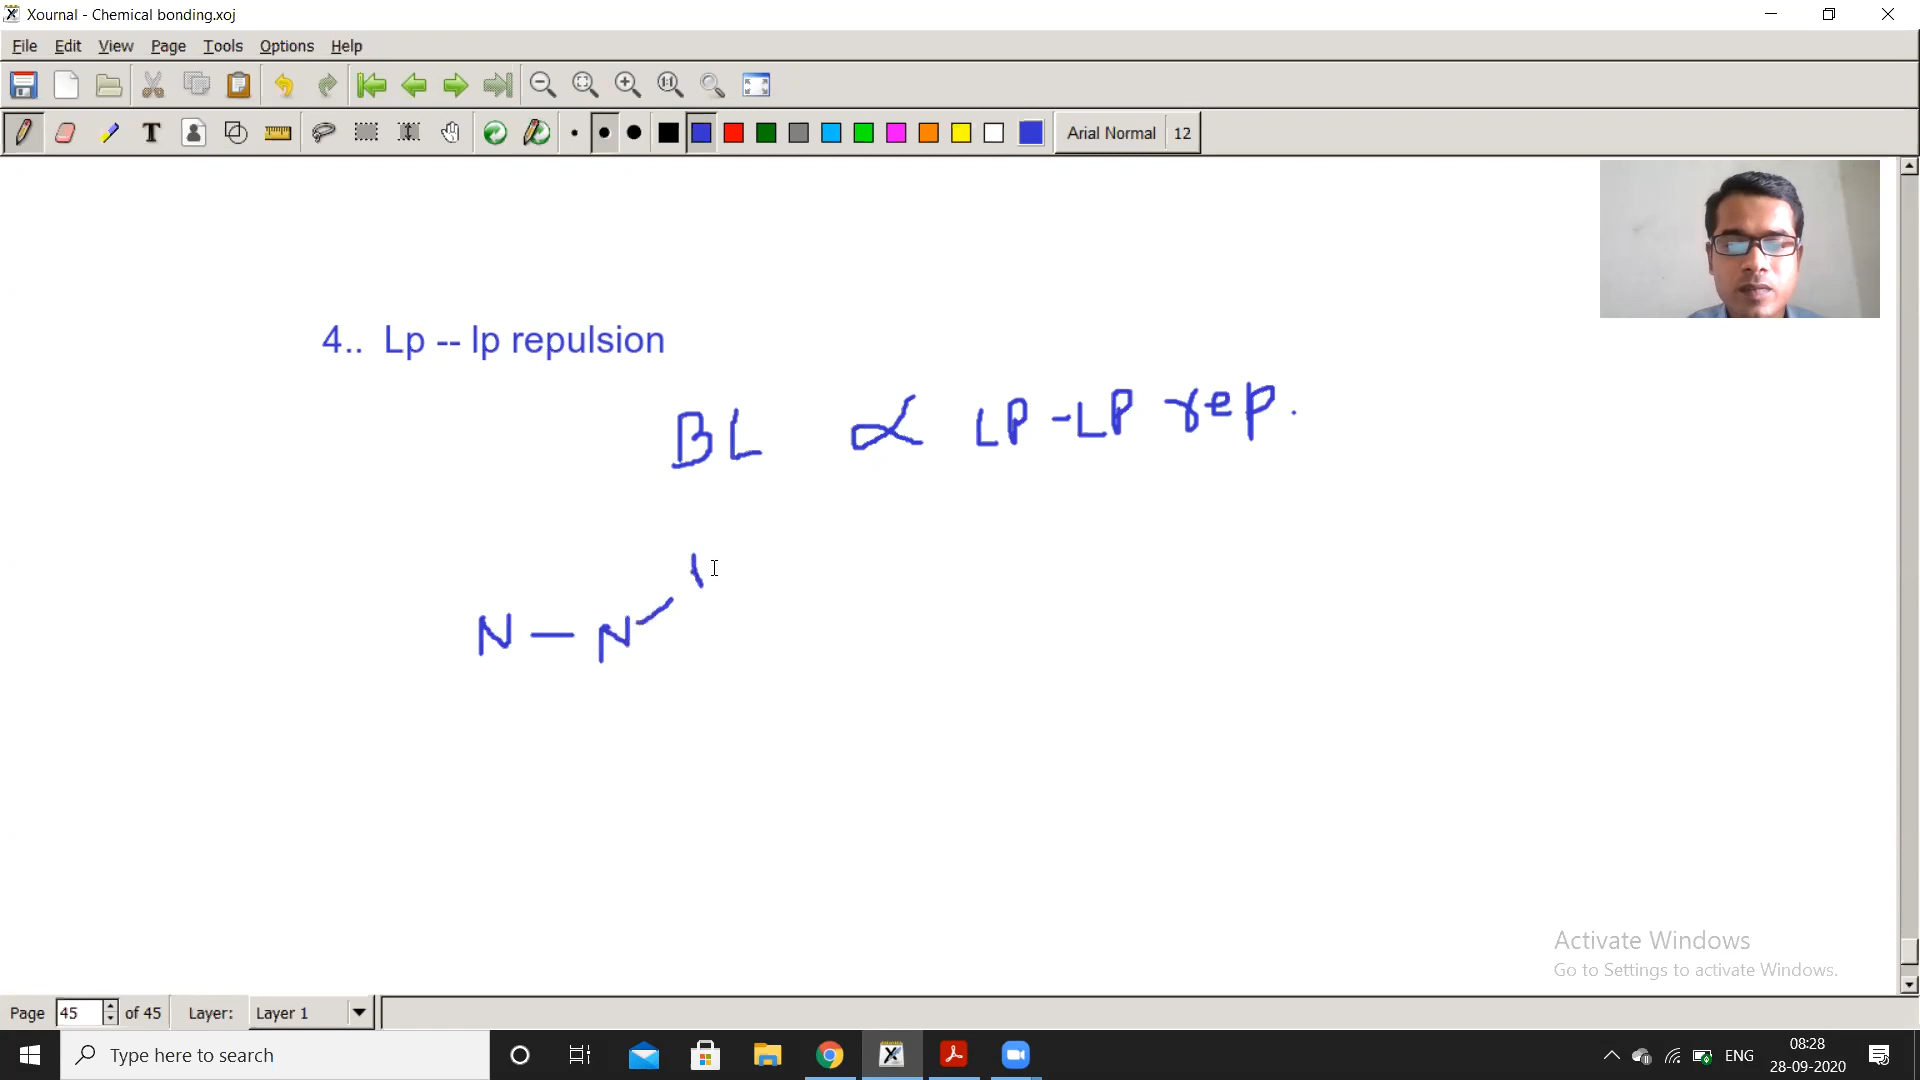 Xournal - Chemical bonding.xoj
File Edit View Page Tools Options Help
T 1:1
Arial Normal 12
4.. Lp -- lp repulsion
BL ∝ LP-LP rep.
N — N
Activate Windows
Go to Settings to activate Windows.
Page 45 of 45 Layer: Layer 1
Type here to search
ENG
08:28
28-09-2020